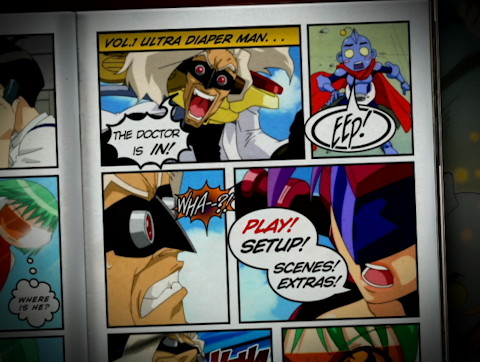 VOL.1 ULTRA DIAPER MAN. . .
THE DOCTOR
IS IN!
EEP!
WHA--?!
PLAY!
SETUP!
SCENES!
EXTRAS!
WHERE
IS HE?